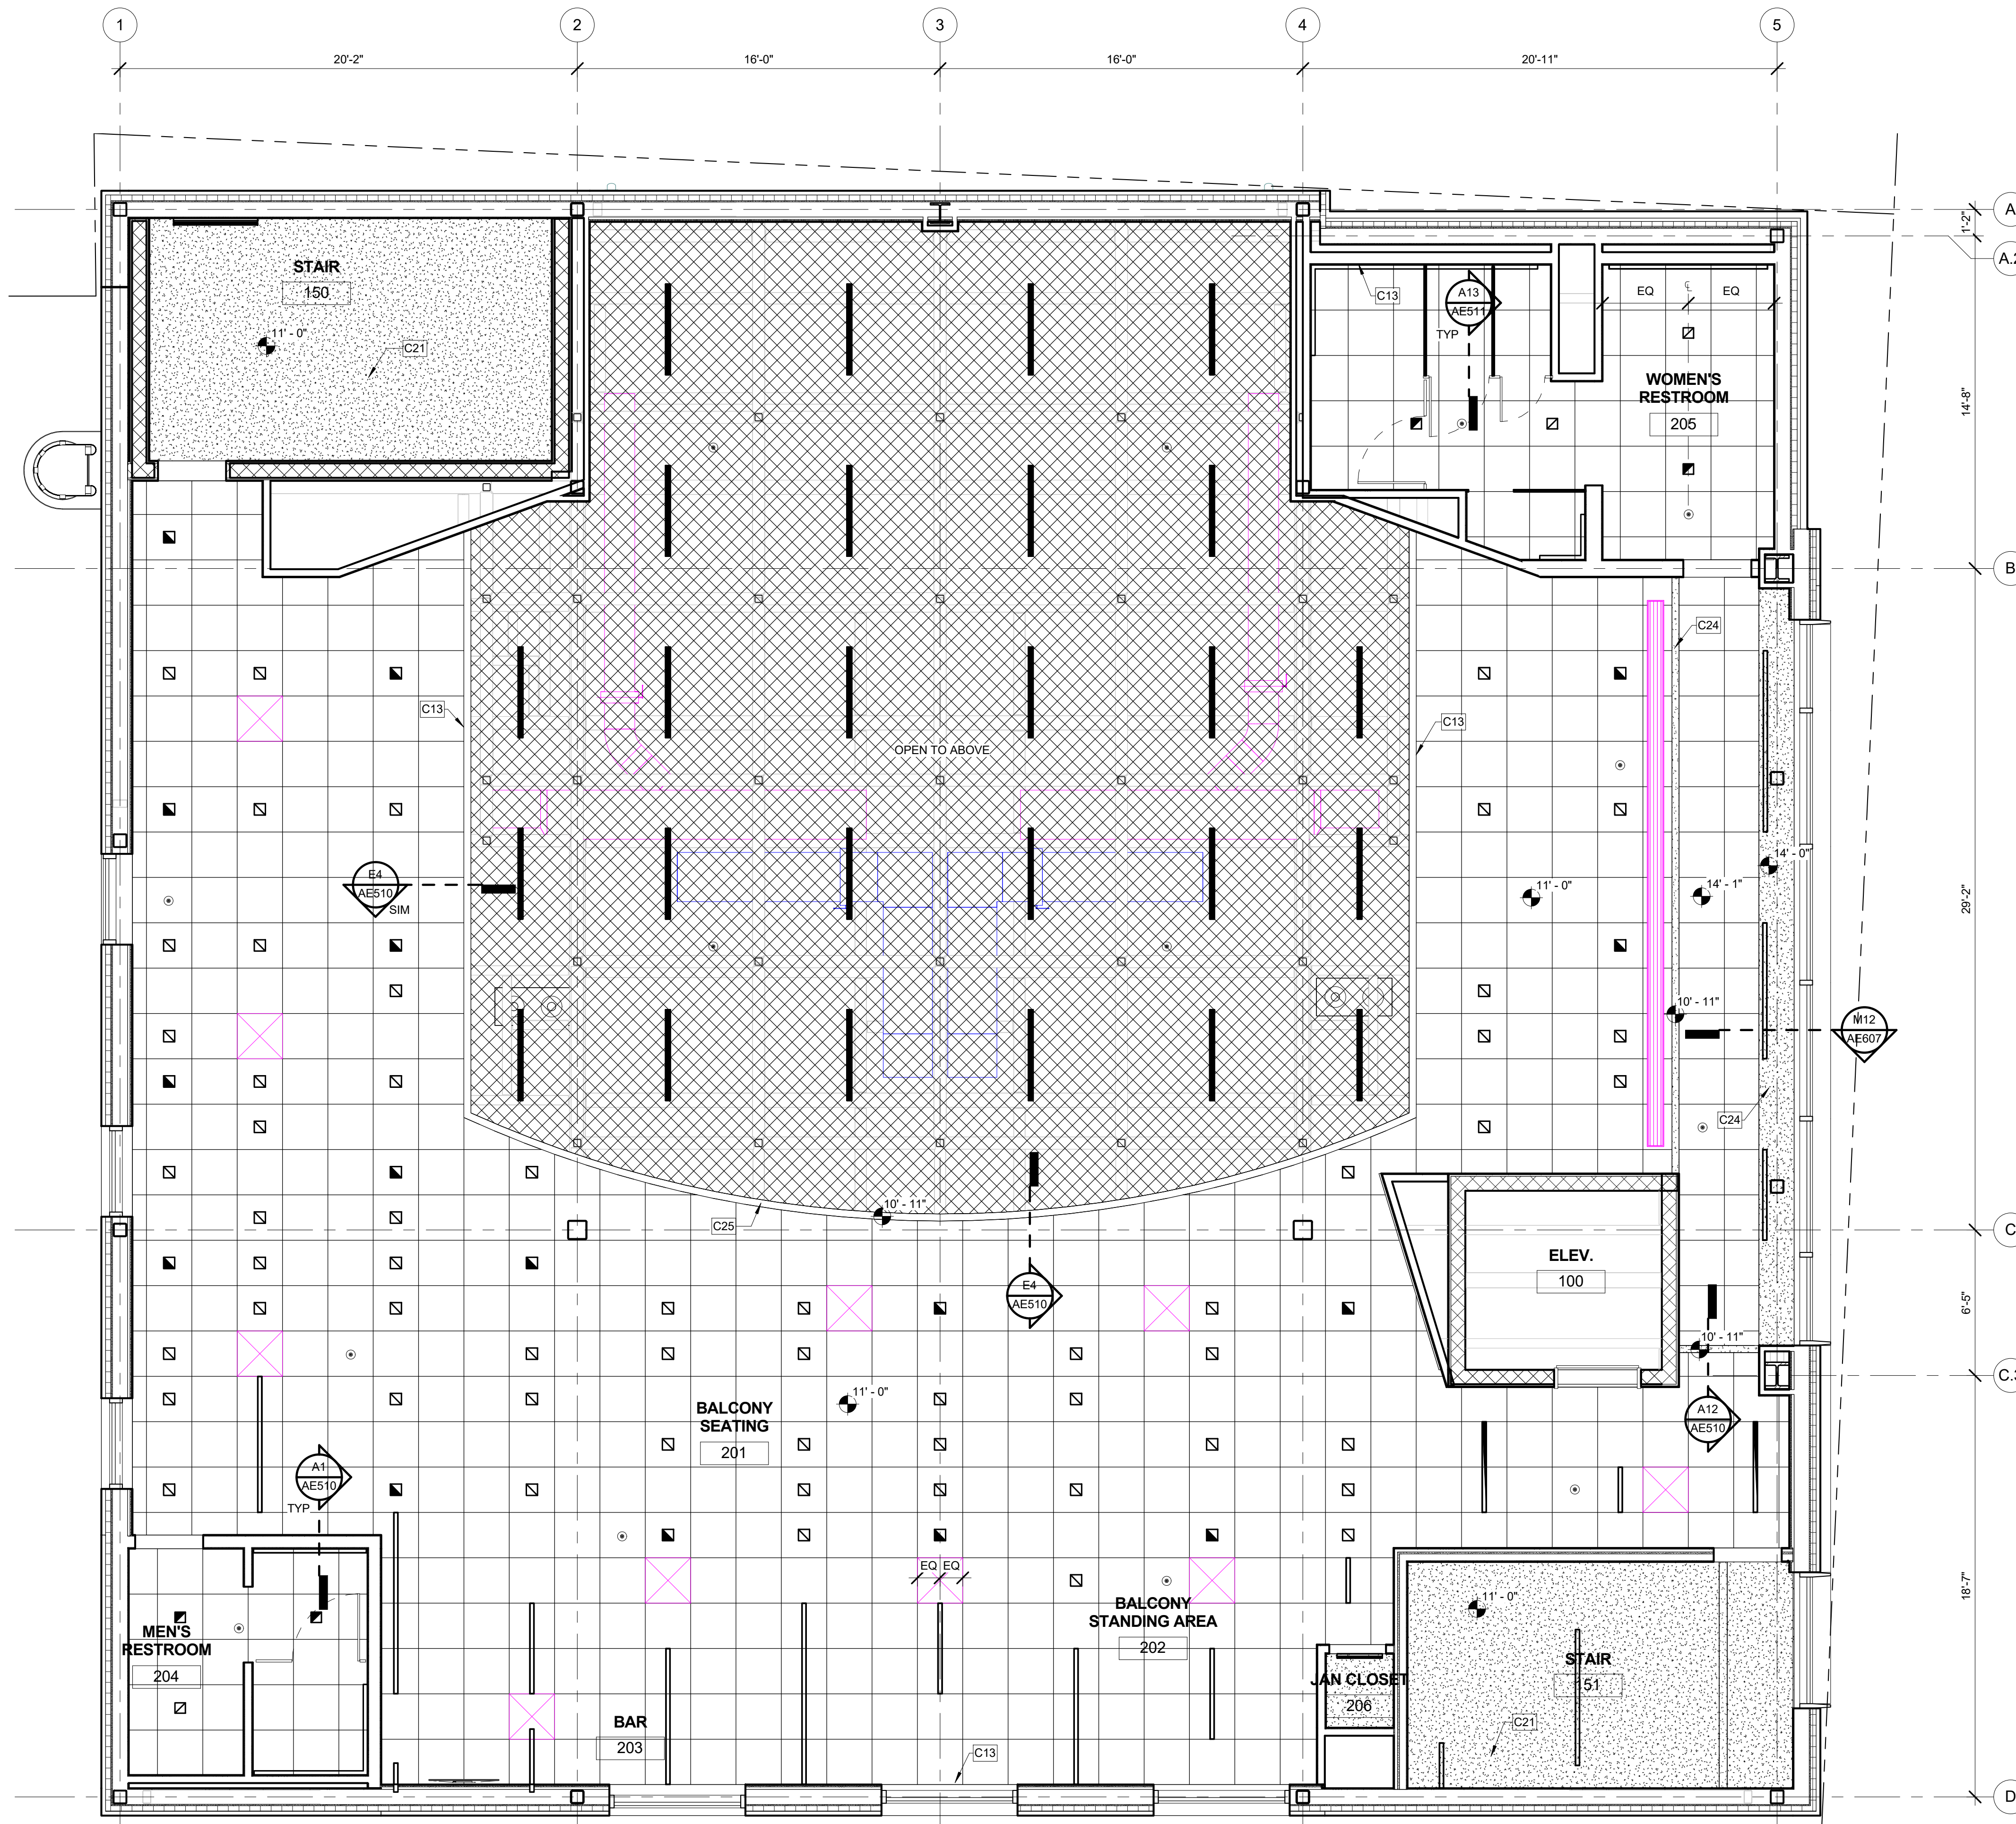 1
2
3
4
5
20'-2"
16'-0"
16'-0"
20'-11"
A
1'-2"
A.2
STAIR
150
11' - 0"
C21
C13
A13
AE511
TYP
EQ
EQ
WOMEN'S
RESTROOM
205
14'-8"
B
C24
C13
C13
OPEN TO ABOVE
E4
AE510
SIM
11' - 0"
14' - 0"
14' - 1"
29'-2"
10' - 11"
M12
AE607
C24
10' - 11"
C25
C
ELEV.
100
E4
AE510
6'-5"
10' - 11"
C.3
BALCONY
SEATING
201
11' - 0"
A12
AE510
A1
AE510
TYP
EQ
EQ
18'-7"
MEN'S
RESTROOM
204
BALCONY
STANDING AREA
202
11' - 0"
STAIR
151
JAN CLOSET
206
BAR
203
C21
C13
D